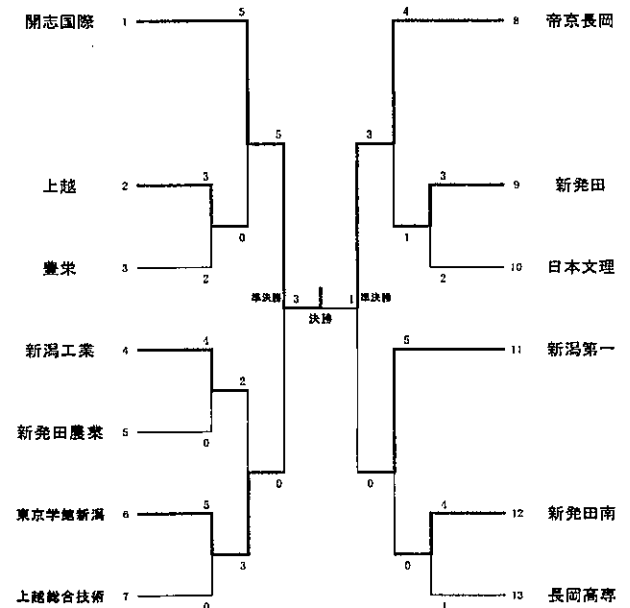 開志国際 1 5
4 8 帝京長岡
5 3
上越 2 3
3 9 新発田
0 1
豊栄 3 2
2 10 日本文理
準決勝 3 1 準決勝
決勝
新潟工業 4 4
5 11 新潟第一
2
新発田農業 5 0
0 0
東京学館新潟 6 5
4 12 新発田南
3 0
上越総合技術 7 0
1 13 長岡高専